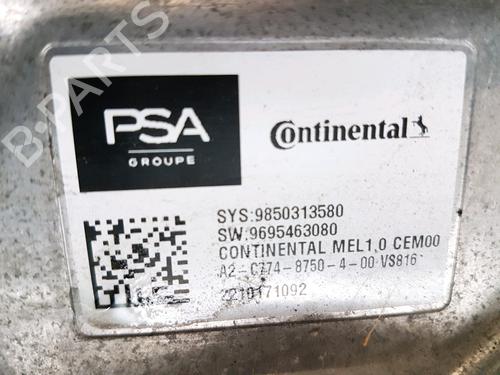 B-PARTS
PSA
GROUPE
Continental
SYS:9850313580
SW:9695463080
CONTINENTAL MEL1,0 CEM00
A2-C774-8750-4-00 VS816
2210171092